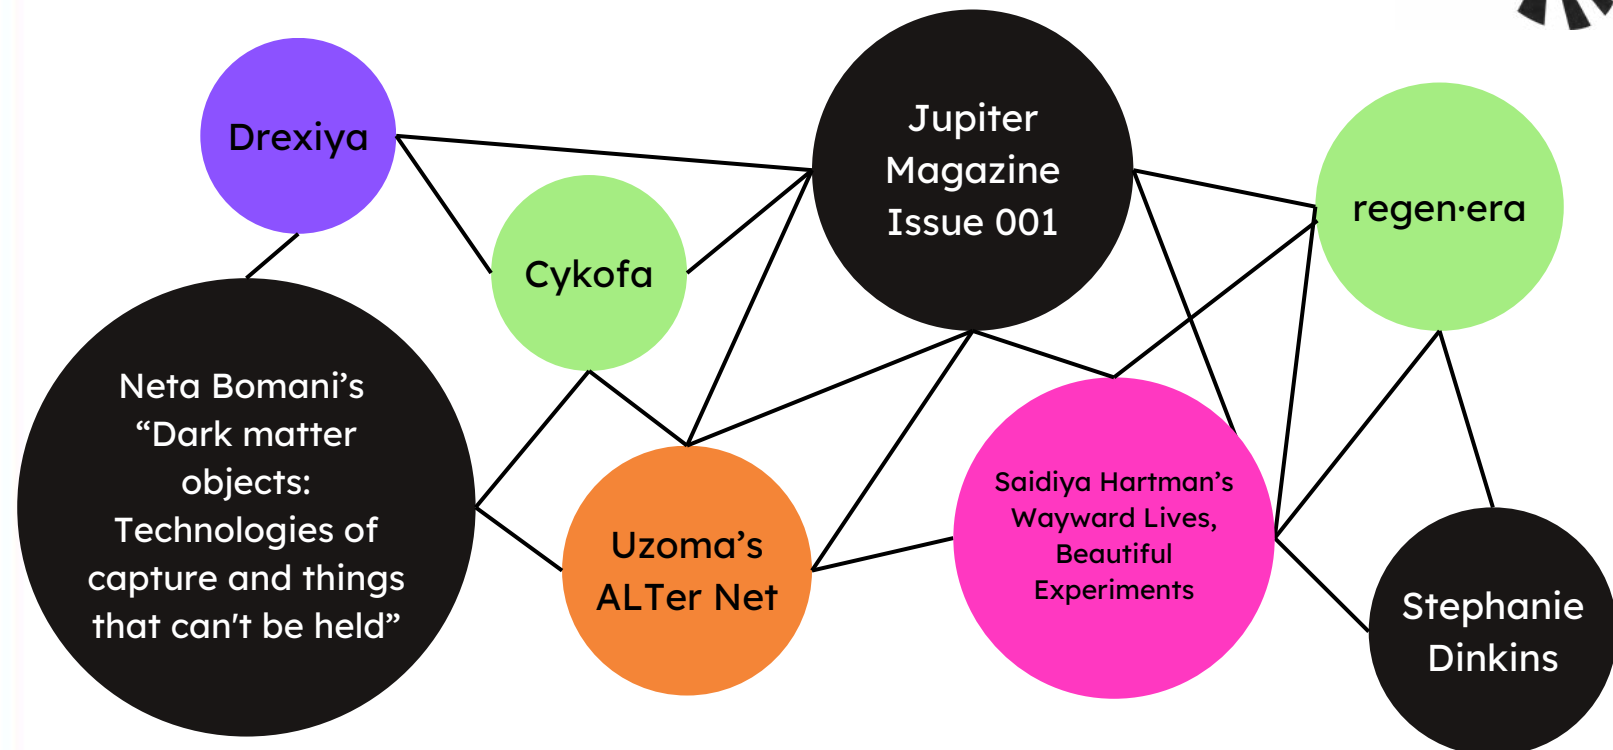 Drexiya
Cykofa
Jupiter
Magazine
Issue 001
regen·era
Neta Bomani’s
“Dark matter
objects:
Technologies of
capture and things
that can't be held”
Uzoma’s
ALTer Net
Saidiya Hartman’s
Wayward Lives,
Beautiful
Experiments
Stephanie
Dinkins